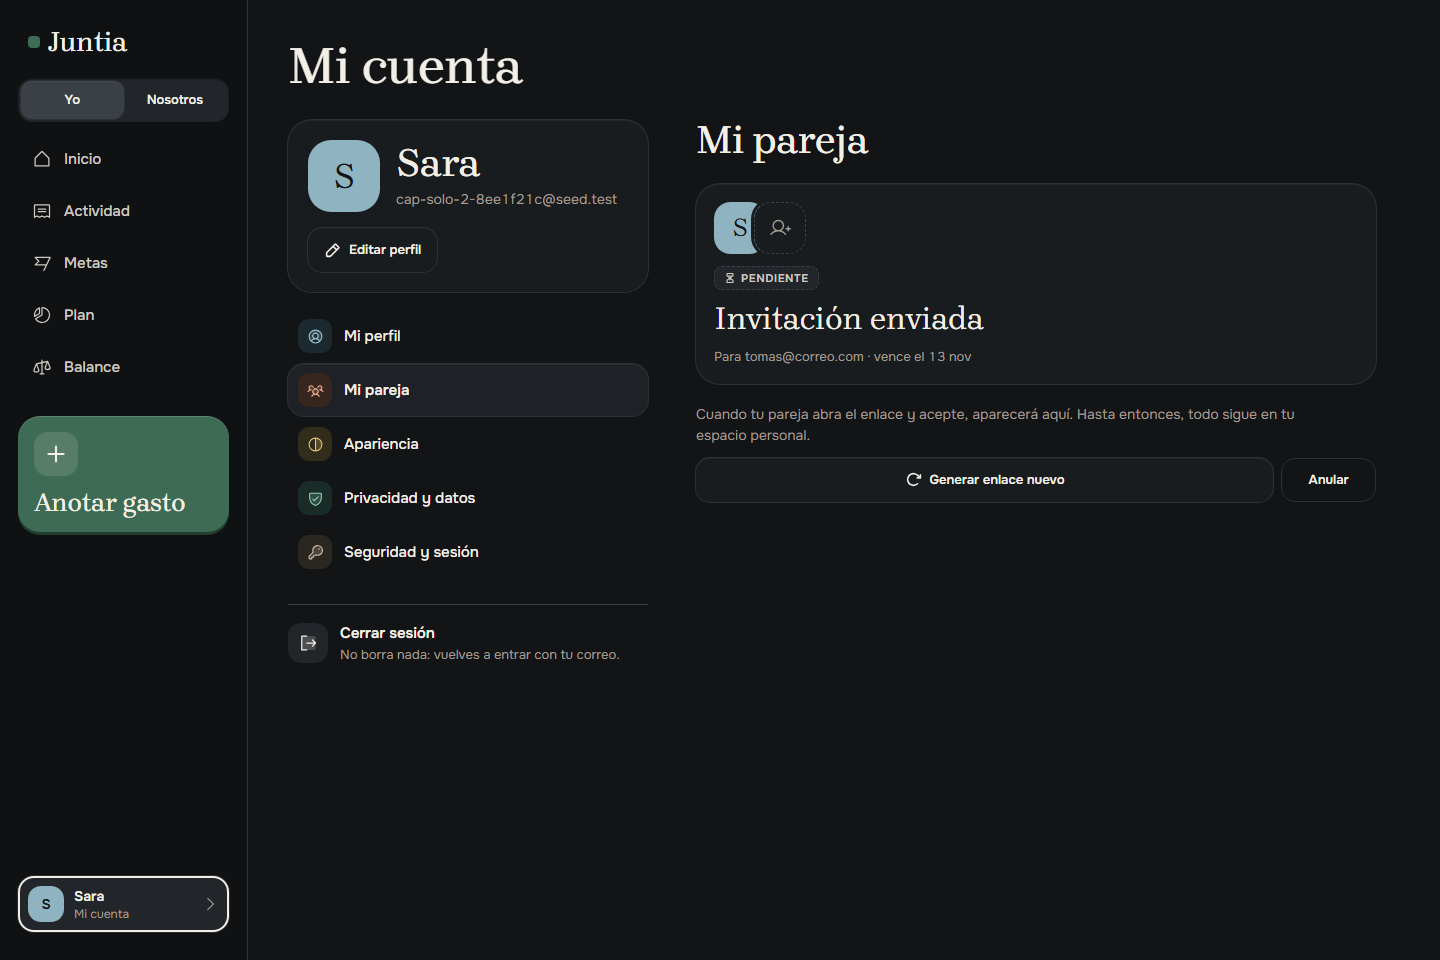 Juntia
Yo
Nosotros
Inicio
Actividad
Metas
Plan
Balance
Anotar gasto
S
Sara
Mi cuenta
Mi cuenta
S
Sara
cap-solo-2-8ee1f21c@seed.test
Editar perfil
Mi perfil
Mi pareja
Apariencia
Privacidad y datos
Seguridad y sesión
Cerrar sesión
No borra nada: vuelves a entrar con tu correo.
Mi pareja
S
PENDIENTE
Invitación enviada
Para tomas@correo.com · vence el 13 nov
Cuando tu pareja abra el enlace y acepte, aparecerá aquí. Hasta entonces, todo sigue en tu
espacio personal.
Generar enlace nuevo
Anular